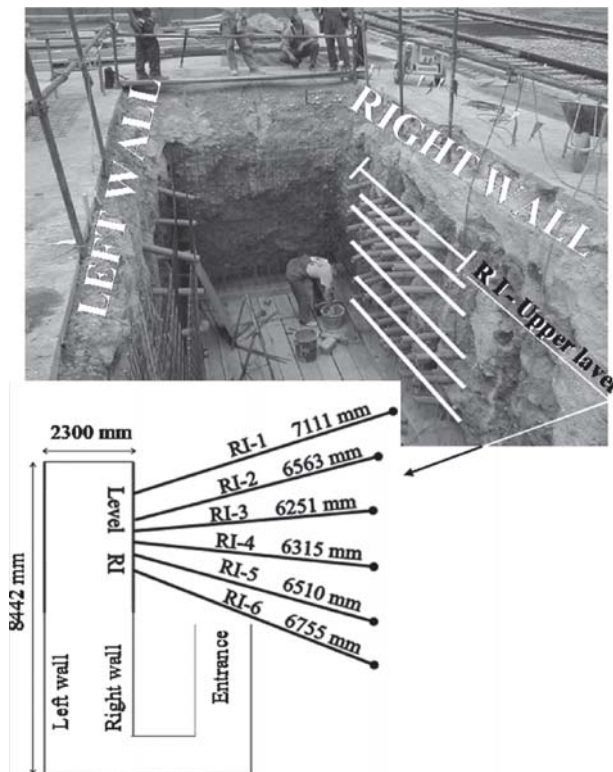 LEFT WALL
RIGHT WALL
R I - Upper layer
2300 mm
8442 mm
RI-1 7111 mm
RI-2 6563 mm
RI-3 6251 mm
RI-4 6315 mm
RI-5 6510 mm
RI-6 6755 mm
Level RI
Left wall
Right wall
Entrance